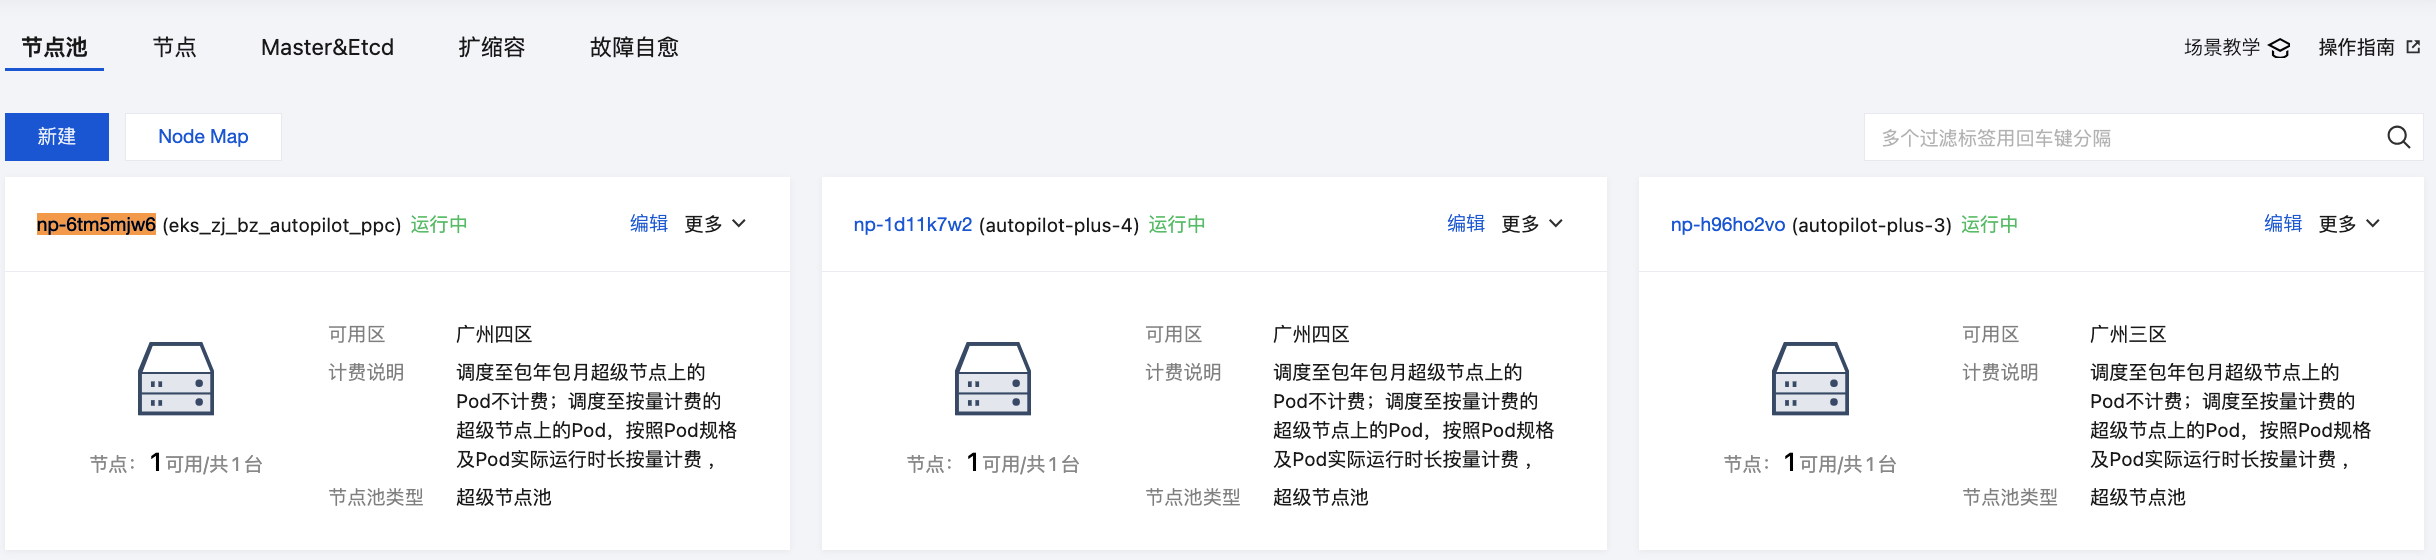 节点池 节点 Master&Etcd 扩缩容 故障自愈 场景教学 操作指南
新建 Node Map 多个过滤标签用回车键分隔
np-6tm5mjw6 (eks_zj_bz_autopilot_ppc) 运行中 编辑 更多
可用区 广州四区
计费说明 调度至包年包月超级节点上的
Pod不计费；调度至按量计费的
超级节点上的Pod，按照Pod规格
及Pod实际运行时长按量计费，
节点：1可用/共1台
节点池类型 超级节点池
np-1d11k7w2 (autopilot-plus-4) 运行中 编辑 更多
可用区 广州四区
计费说明 调度至包年包月超级节点上的
Pod不计费；调度至按量计费的
超级节点上的Pod，按照Pod规格
及Pod实际运行时长按量计费，
节点：1可用/共1台
节点池类型 超级节点池
np-h96ho2vo (autopilot-plus-3) 运行中 编辑 更多
可用区 广州三区
计费说明 调度至包年包月超级节点上的
Pod不计费；调度至按量计费的
超级节点上的Pod，按照Pod规格
及Pod实际运行时长按量计费，
节点：1可用/共1台
节点池类型 超级节点池